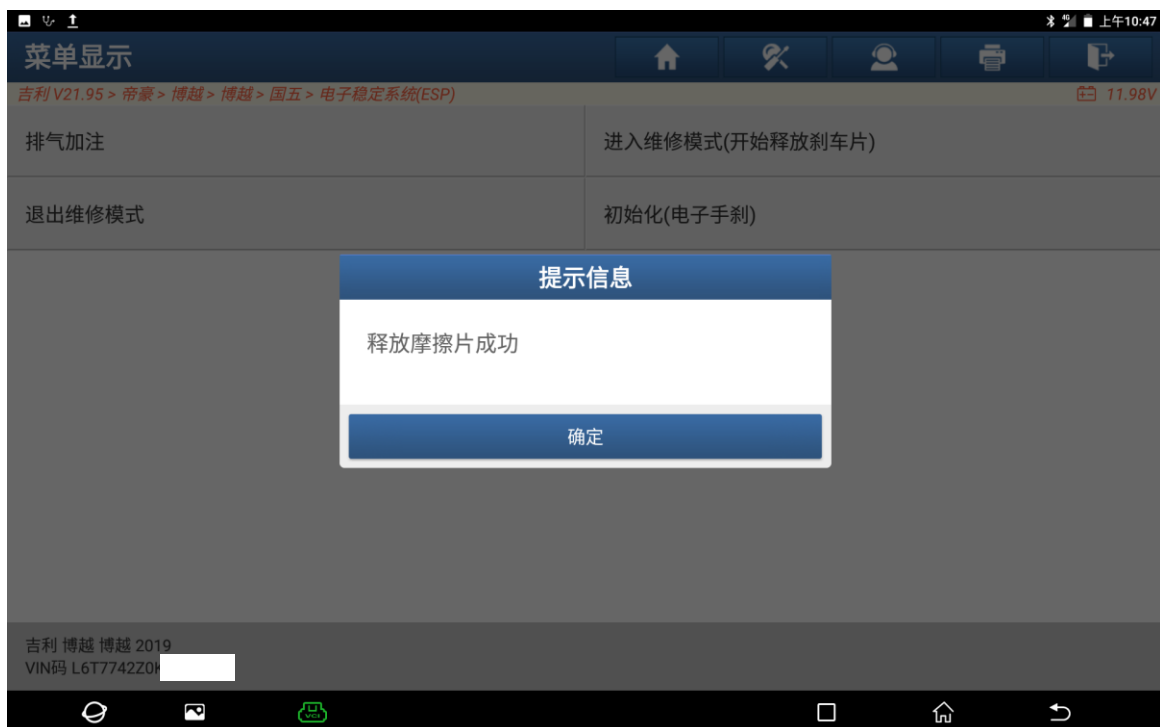 上午10:47
菜单显示
吉利 V21.95 > 帝豪 > 博越 > 博越 > 国五 > 电子稳定系统(ESP)
11.98V
排气加注
进入维修模式(开始释放刹车片)
退出维修模式
初始化(电子手刹)
提示信息
释放摩擦片成功
确定
吉利 博越 博越 2019
VIN码 L6T7742Z0
VCI